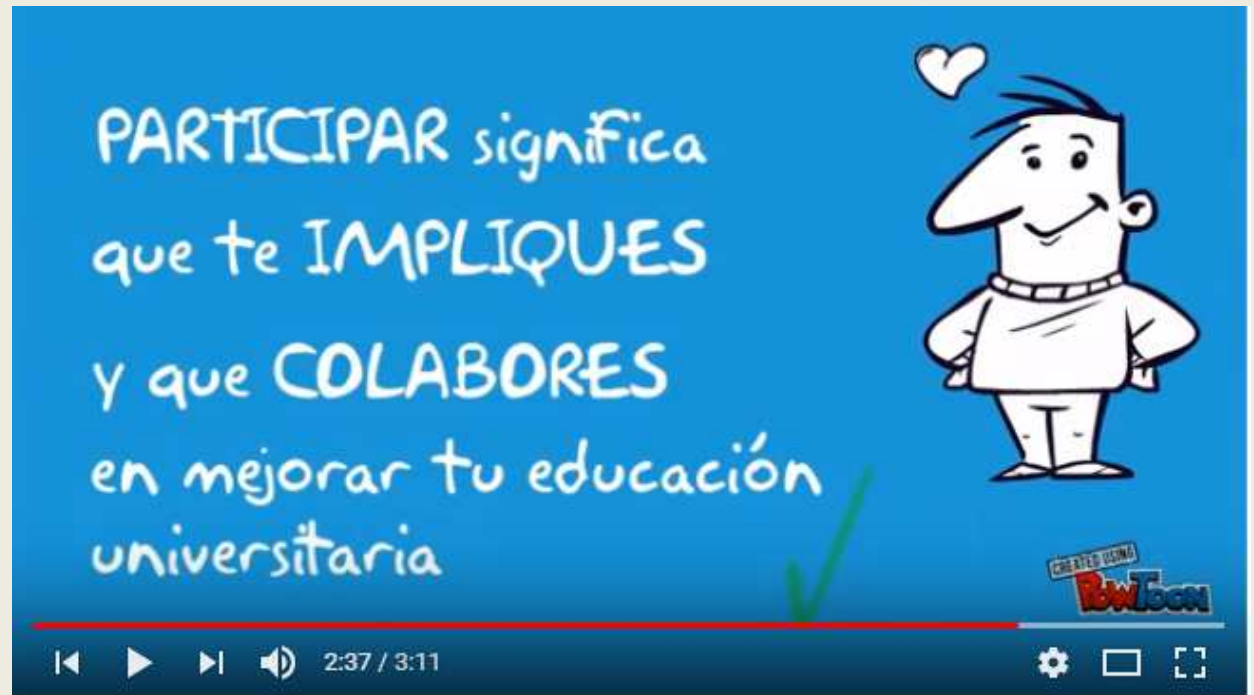 PARTICIPAR significa
que te IMPLIQUES
y que COLABORES
en mejorar tu educación
universitaria
CREATED USING
POWTOON
2:37 / 3:11